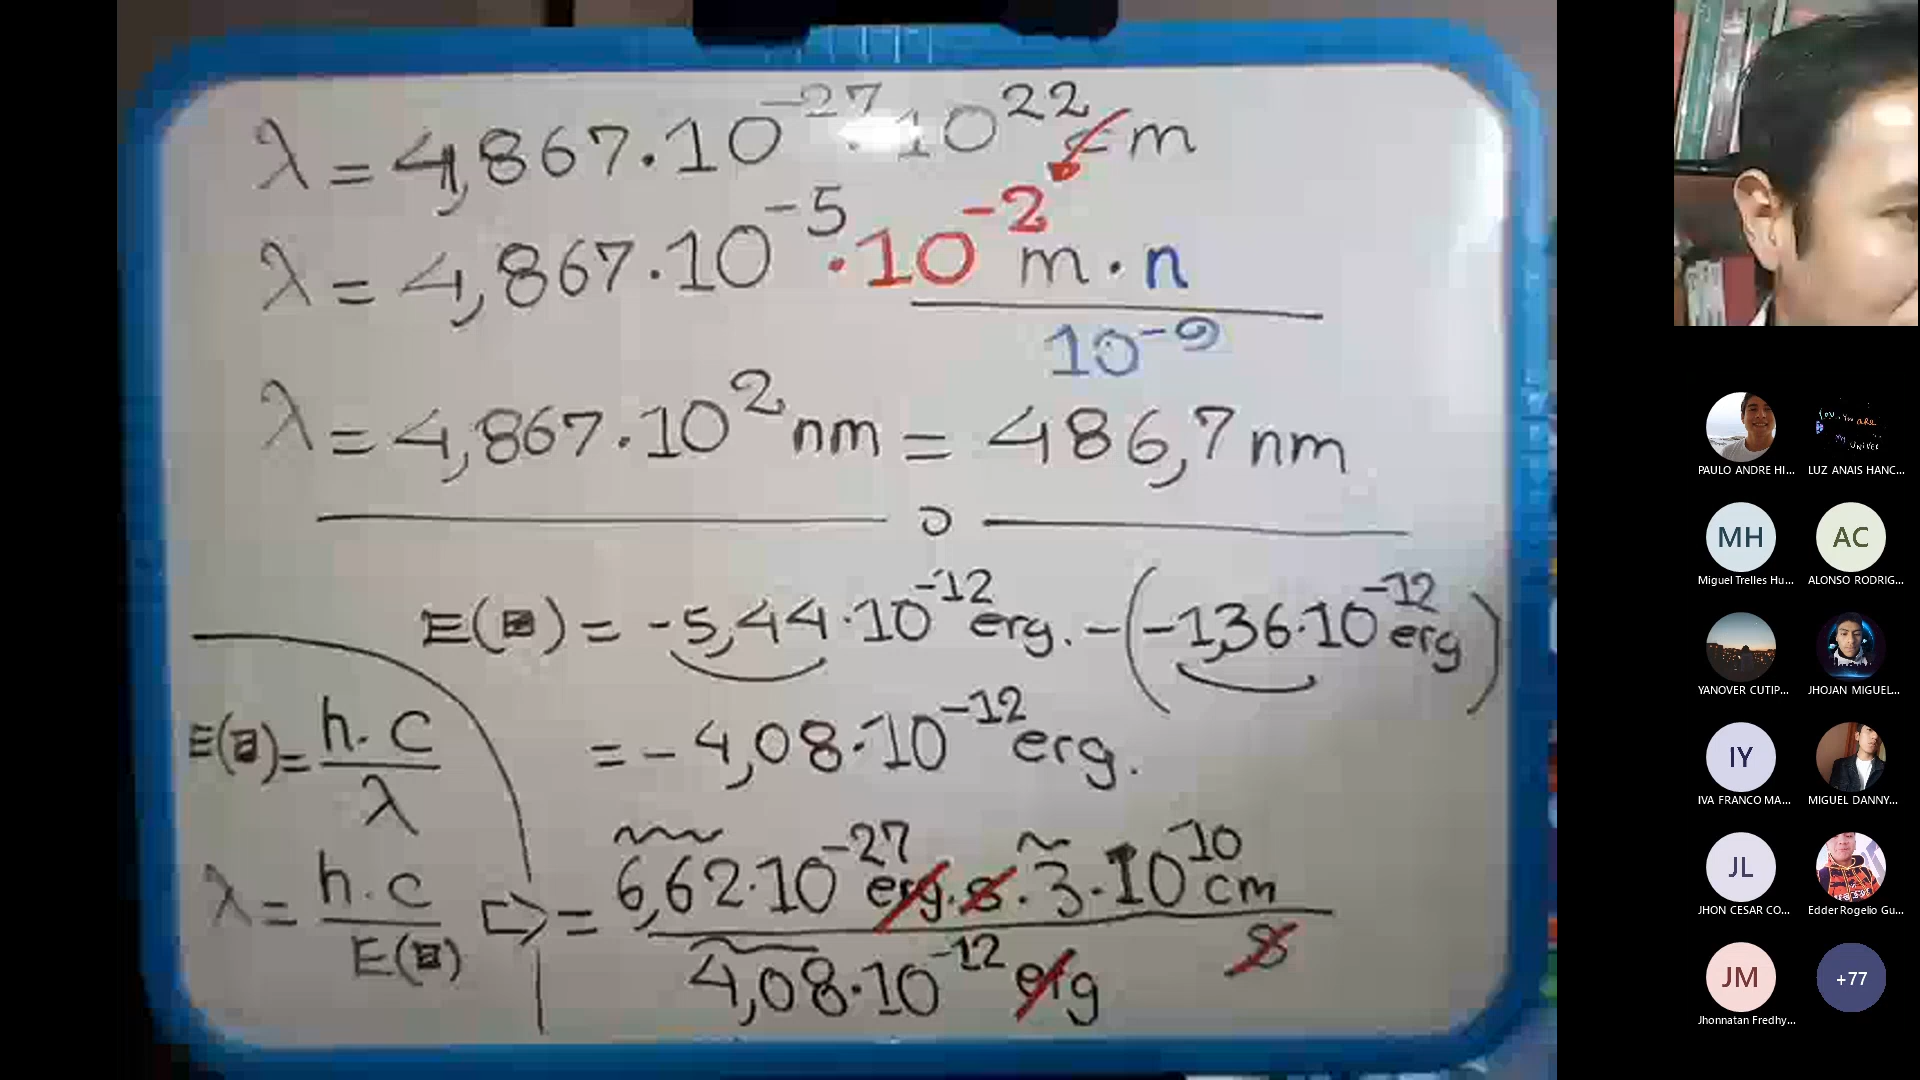 λ = 4,867·10⁻²⁷·10²² cm
λ = 4,867·10⁻⁵·10⁻² m·n
10⁻⁹
λ = 4,867·10² nm = 486,7 nm
E(⊟) = -5,44·10⁻¹² erg. -(-1,36·10⁻¹² erg)
= -4,08·10⁻¹² erg.
E(⊟) = h.c
λ
λ = h.c
E(⊟)
⇨ = 6,62·10⁻²⁷ erg.s.3·10¹⁰ cm
s
4,08·10⁻¹² erg
PAULO ANDRE HI...
LUZ ANAIS HANC...
MH
AC
Miguel Trelles Hu...
ALONSO RODRIG...
YANOVER CUTIP...
JHOJAN MIGUEL...
IY
IVA FRANCO MA...
MIGUEL DANNY...
JL
JHON CESAR CO...
Edder Rogelio Gu...
JM
+77
Jhonnatan Fredhy...